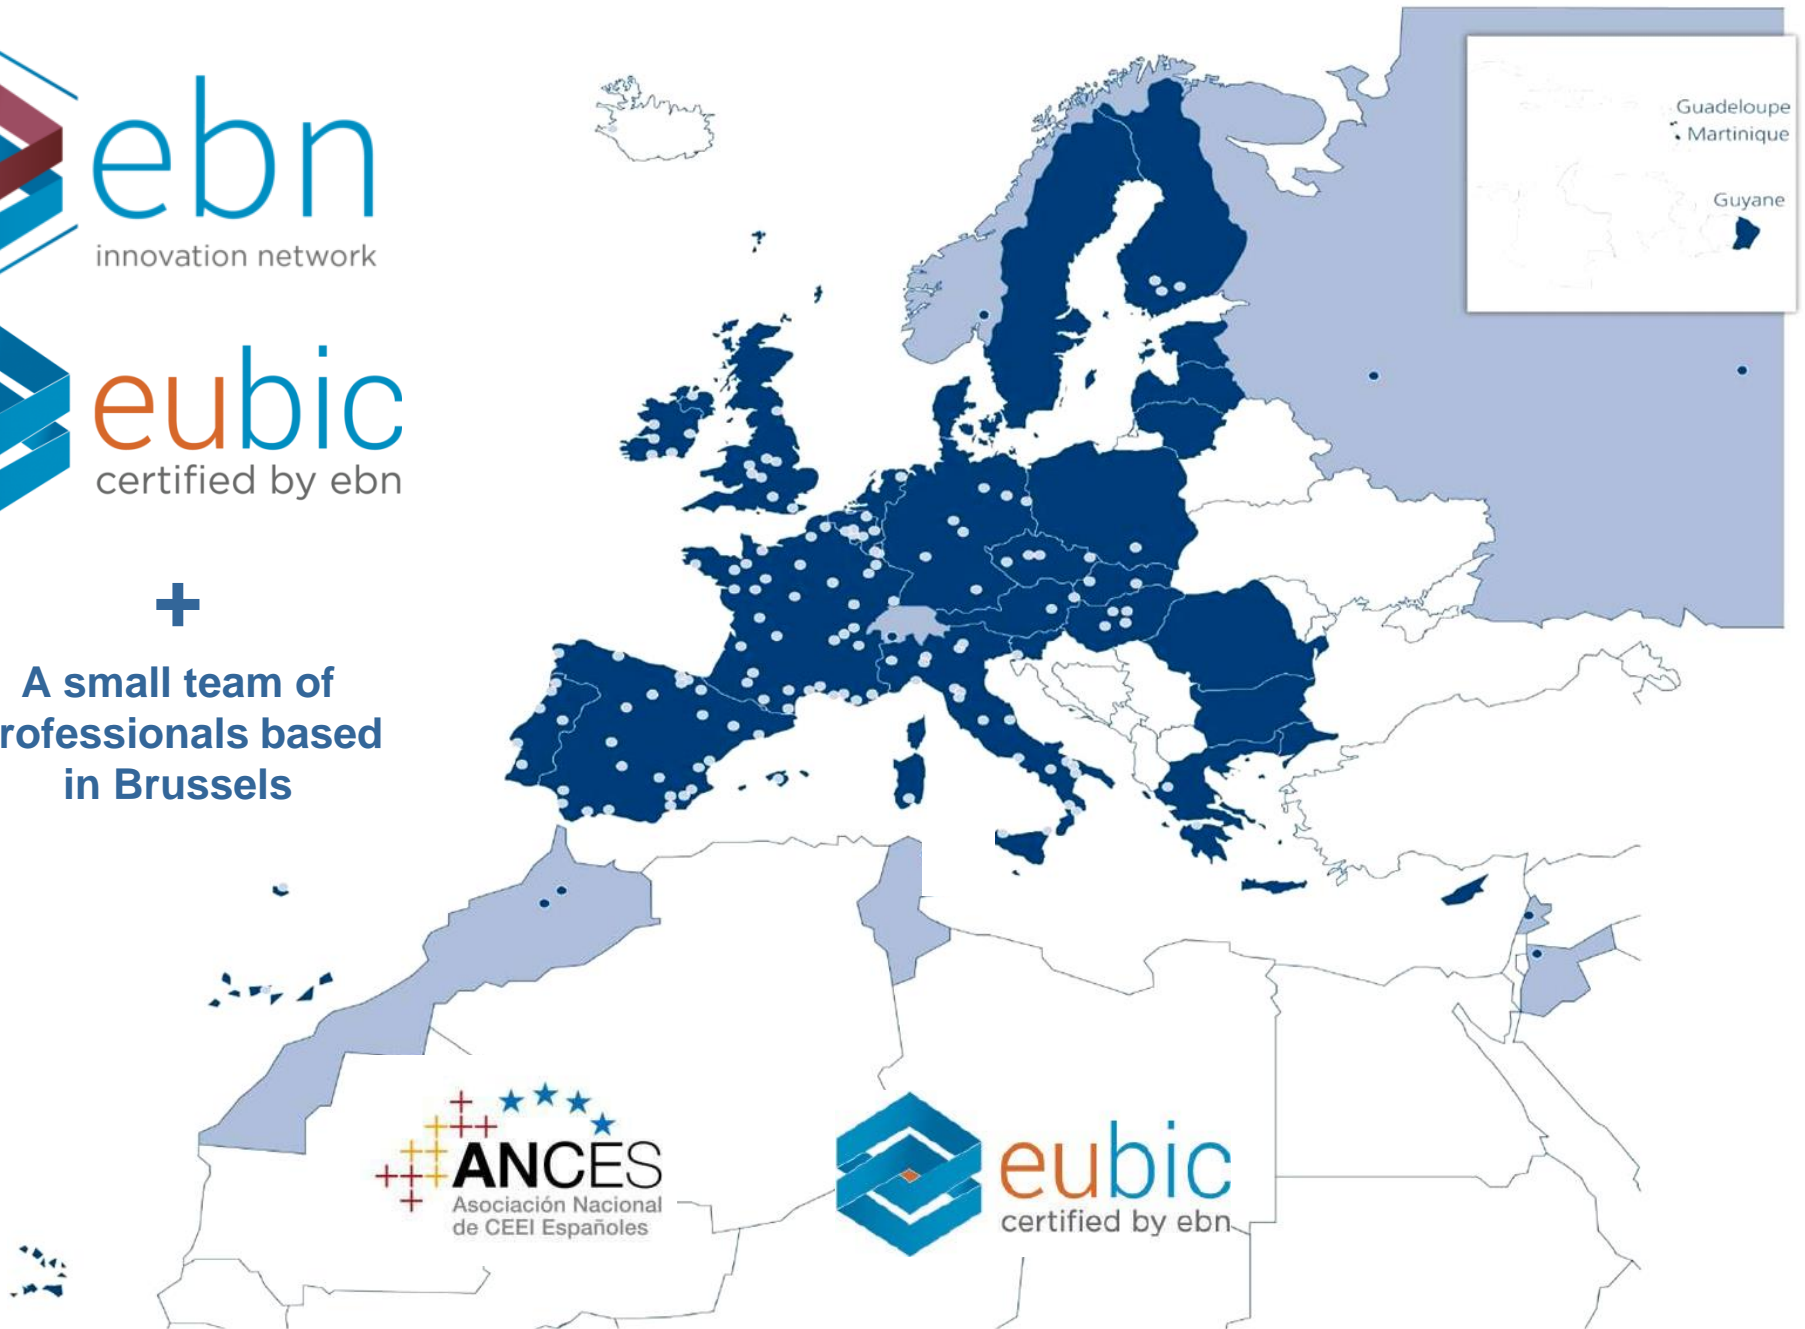 ebn
innovation network
eubic
certified by ebn
+
A small team of
rofessionals based
in Brussels
Guadeloupe
Martinique
Guyane
ANCES
Asociación Nacional
de CEEI Españoles
eubic
certified by ebn